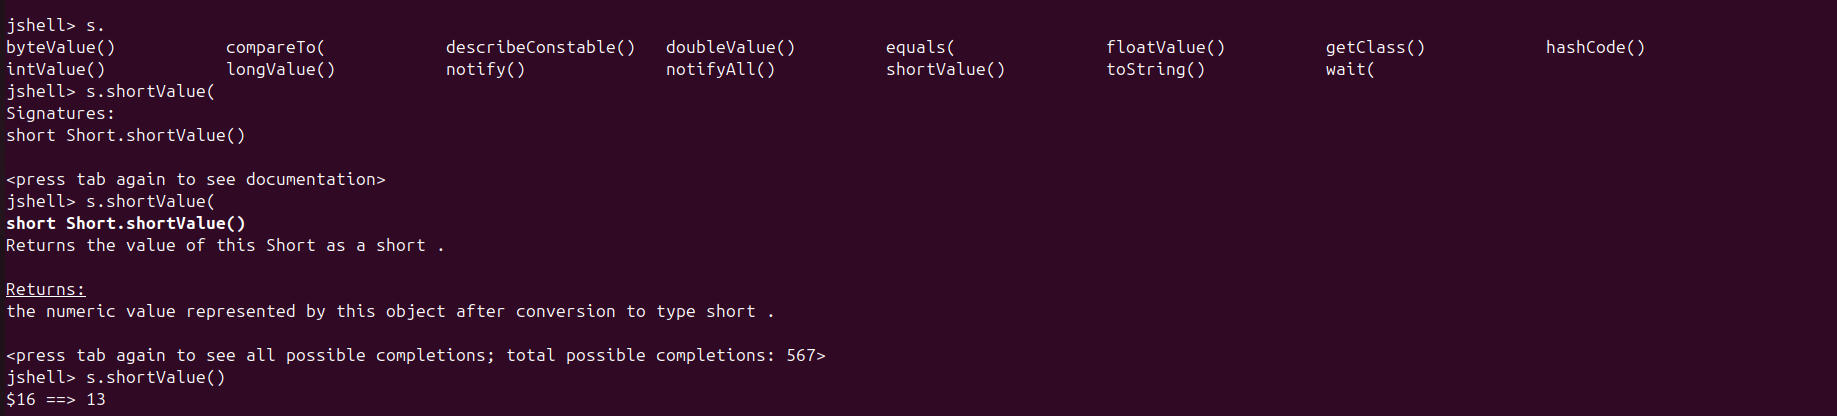 jshell> s.
byteValue()           compareTo(            describeConstable()   doubleValue()         equals(               floatValue()          getClass()            hashCode()
intValue()            longValue()           notify()              notifyAll()           shortValue()          toString()            wait(
jshell> s.shortValue(
Signatures:
short Short.shortValue()
<press tab again to see documentation>
jshell> s.shortValue(
short Short.shortValue()
Returns the value of this Short as a short .
Returns:
the numeric value represented by this object after conversion to type short .
<press tab again to see all possible completions; total possible completions: 567>
jshell> s.shortValue()
$16 ==> 13